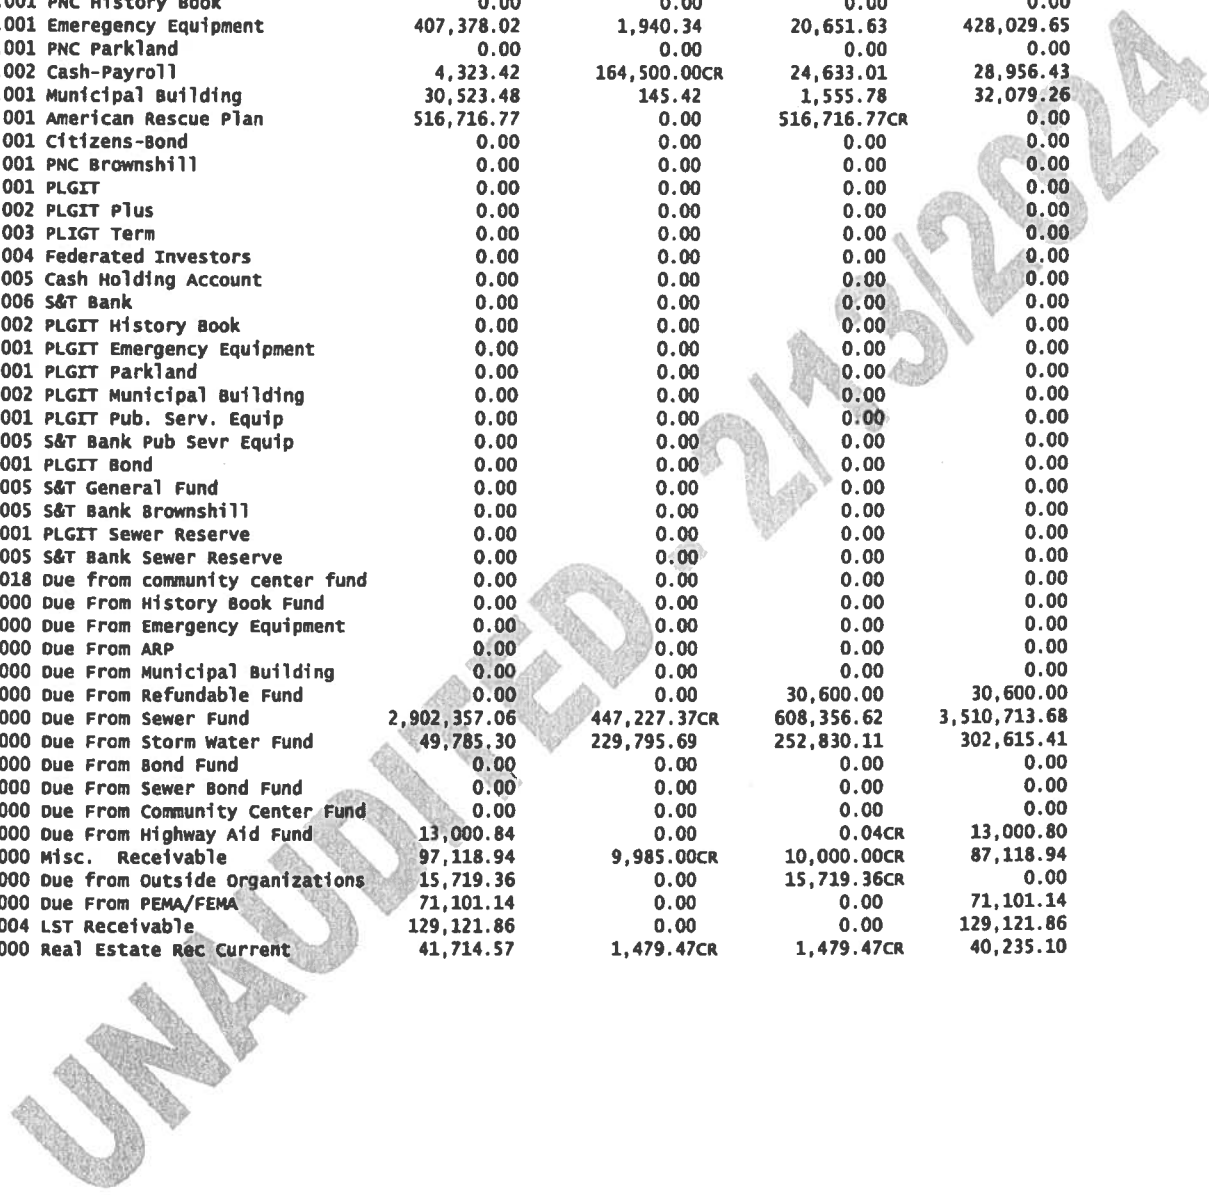 .001 PNC History Book 0.00 0.00 0.00 0.00
.001 Emeregency Equipment 407,378.02 1,940.34 20,651.63 428,029.65
.001 PNC Parkland 0.00 0.00 0.00 0.00
.002 Cash-Payroll 4,323.42 164,500.00CR 24,633.01 28,956.43
.001 Municipal Building 30,523.48 145.42 1,555.78 32,079.26
001 American Rescue Plan 516,716.77 0.00 516,716.77CR 0.00
001 Citizens-Bond 0.00 0.00 0.00 0.00
001 PNC Brownshill 0.00 0.00 0.00 0.00
001 PLGIT 0.00 0.00 0.00 0.00
002 PLGIT Plus 0.00 0.00 0.00 0.00
003 PLIGT Term 0.00 0.00 0.00 0.00
004 Federated Investors 0.00 0.00 0.00 0.00
005 Cash Holding Account 0.00 0.00 0.00 0.00
006 S&T Bank 0.00 0.00 0.00 0.00
002 PLGIT History Book 0.00 0.00 0.00 0.00
001 PLGIT Emergency Equipment 0.00 0.00 0.00 0.00
001 PLGIT Parkland 0.00 0.00 0.00 0.00
002 PLGIT Municipal Building 0.00 0.00 0.00 0.00
001 PLGIT Pub. Serv. Equip 0.00 0.00 0.00 0.00
005 S&T Bank Pub Sevr Equip 0.00 0.00 0.00 0.00
001 PLGIT Bond 0.00 0.00 0.00 0.00
005 S&T General Fund 0.00 0.00 0.00 0.00
005 S&T Bank Brownshill 0.00 0.00 0.00 0.00
001 PLGIT Sewer Reserve 0.00 0.00 0.00 0.00
005 S&T Bank Sewer Reserve 0.00 0.00 0.00 0.00
018 Due from community center fund 0.00 0.00 0.00 0.00
000 Due From History Book Fund 0.00 0.00 0.00 0.00
000 Due From Emergency Equipment 0.00 0.00 0.00 0.00
000 Due From ARP 0.00 0.00 0.00 0.00
000 Due From Municipal Building 0.00 0.00 0.00 0.00
000 Due From Refundable Fund 0.00 0.00 30,600.00 30,600.00
000 Due From Sewer Fund 2,902,357.06 447,227.37CR 608,356.62 3,510,713.68
000 Due From Storm Water Fund 49,785.30 229,795.69 252,830.11 302,615.41
000 Due From Bond Fund 0.00 0.00 0.00 0.00
000 Due From Sewer Bond Fund 0.00 0.00 0.00 0.00
000 Due From Community Center Fund 0.00 0.00 0.00 0.00
000 Due From Highway Aid Fund 13,000.84 0.00 0.04CR 13,000.80
000 Misc. Receivable 97,118.94 9,985.00CR 10,000.00CR 87,118.94
000 Due from Outside Organizations 15,719.36 0.00 15,719.36CR 0.00
000 Due From PEMA/FEMA 71,101.14 0.00 0.00 71,101.14
004 LST Receivable 129,121.86 0.00 0.00 129,121.86
000 Real Estate Rec Current 41,714.57 1,479.47CR 1,479.47CR 40,235.10
UNAUDITED - 2/13/2024